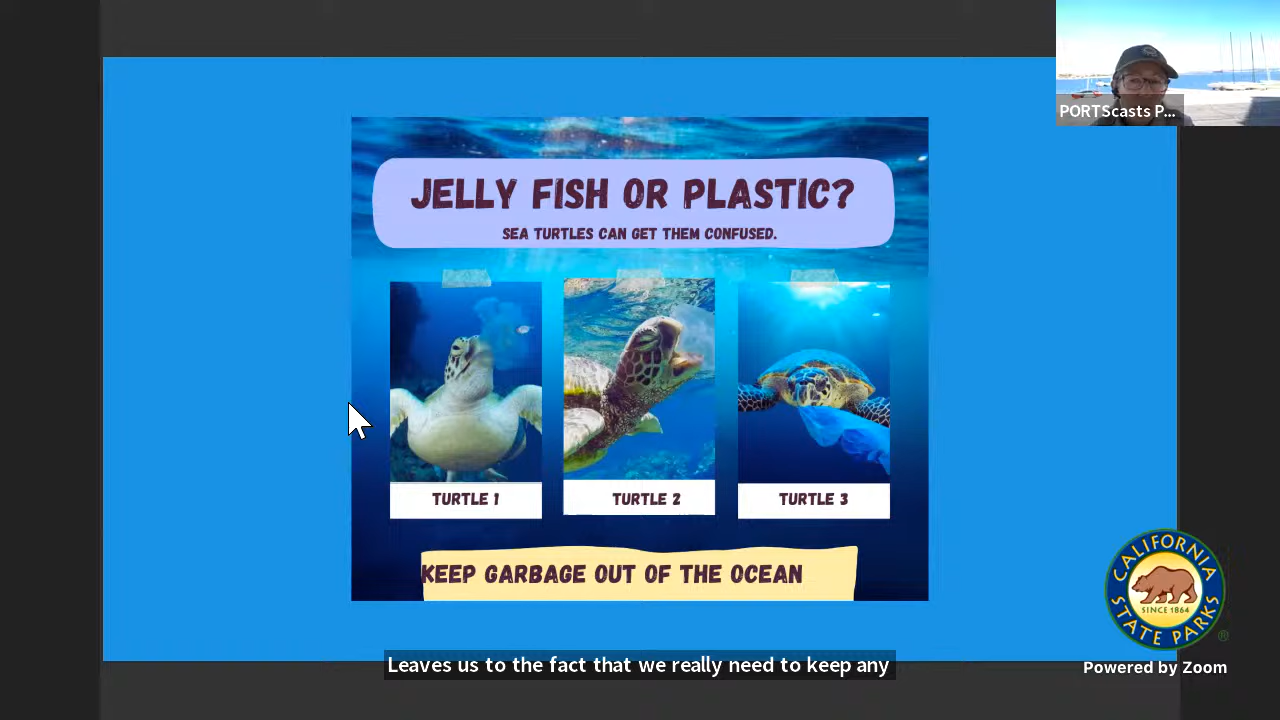 PORTScasts P...
JELLY FISH OR PLASTIC?
SEA TURTLES CAN GET THEM CONFUSED.
TURTLE 1
TURTLE 2
TURTLE 3
KEEP GARBAGE OUT OF THE OCEAN
CALIFORNIA
SINCE 1864
STATE PARKS
®
Leaves us to the fact that we really need to keep any
Powered by Zoom